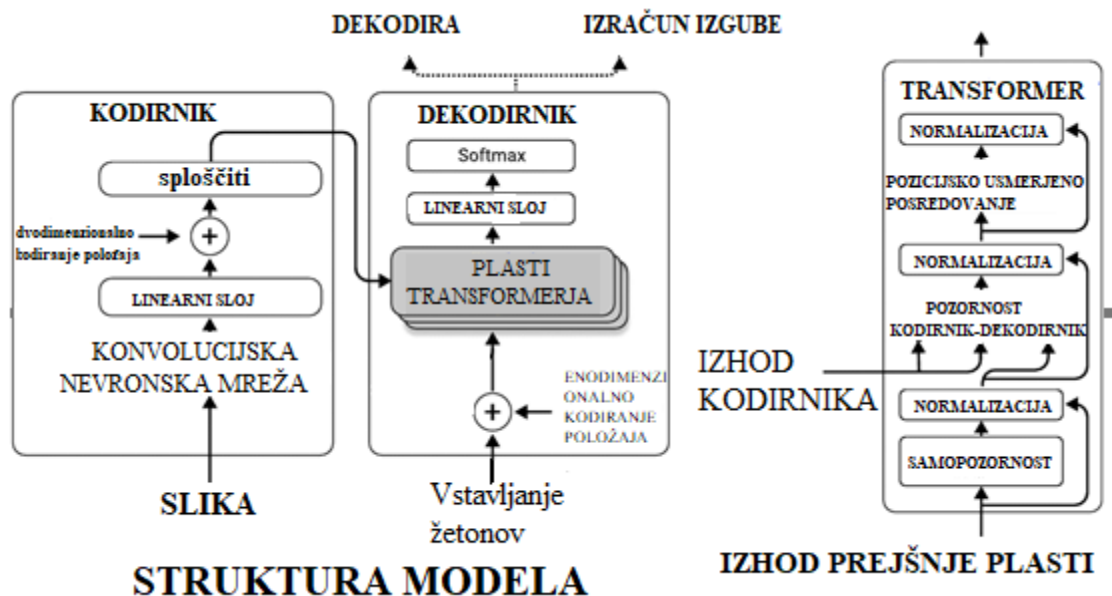 DEKODIRA
IZRAČUN IZGUBE
KODIRNIK
sploščiti
+
dvodimenzionalno
kodiranje položaja
LINEARNI SLOJ
KONVOLUCIJSKA
NEVRONSKA MREŽA
SLIKA
DEKODIRNIK
Softmax
LINEARNI SLOJ
PLASTI
TRANSFORMERJA
+
ENODIMENZI
ONALNO
KODIRANJE
POLOŽAJA
Vstavljanje
žetonov
STRUKTURA MODELA
TRANSFORMER
NORMALIZACIJA
POZICIJSKO USMERJENO
POSREDOVANJE
NORMALIZACIJA
POZORNOST
KODIRNIK-DEKODIRNIK
IZHOD
KODIRNIKA
NORMALIZACIJA
SAMOPOZORNOST
IZHOD PREJŠNJE PLASTI